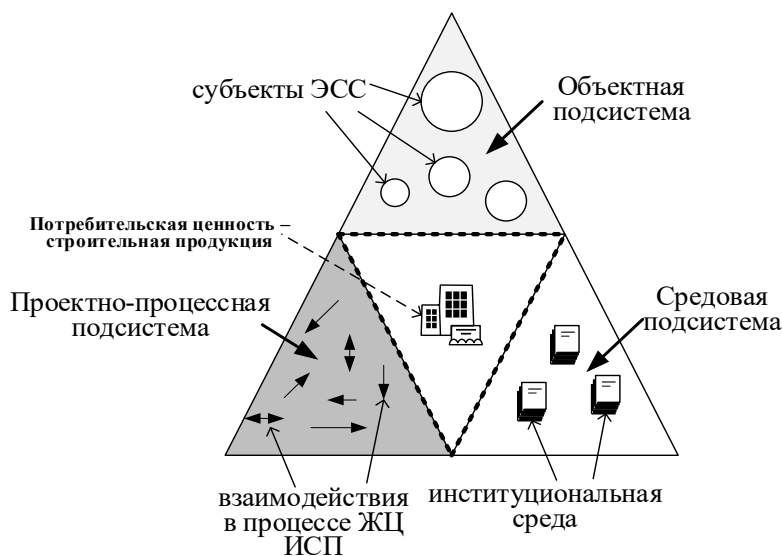 субъекты ЭСС
Объектная
подсистема
Потребительская ценность –
строительная продукция
Проектно-процессная
подсистема
Средовая
подсистема
взаимодействия
в процессе ЖЦ
ИСП
институциональная
среда